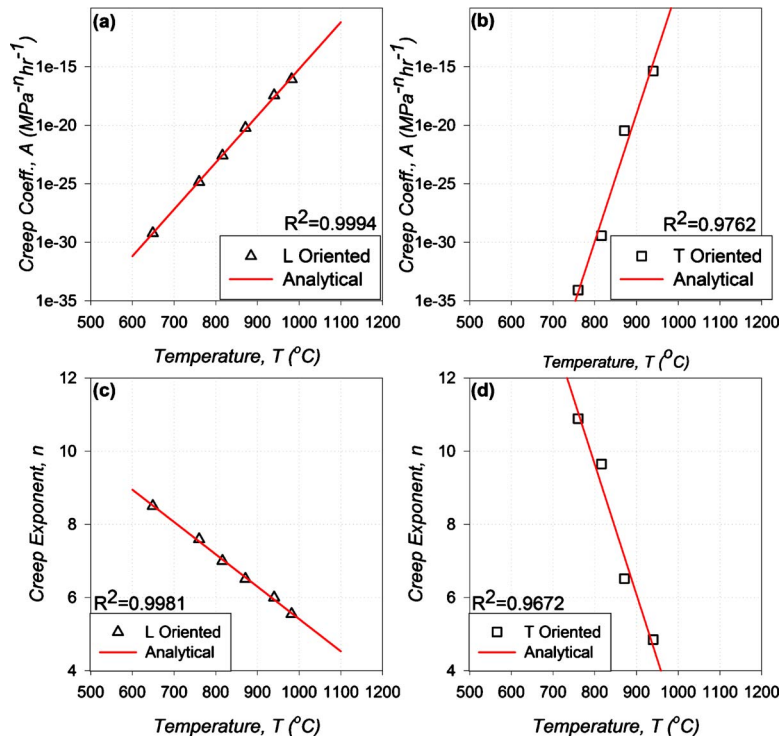 (a)
Creep Coeff., A (MPa⁻ⁿhr⁻¹)
1e-15
1e-20
1e-25
1e-30
1e-35
R²=0.9994
L Oriented
Analytical
500 600 700 800 900 1000 1100 1200
Temperature, T (°C)
(b)
Creep Coeff., A (MPa⁻ⁿhr⁻¹)
1e-15
1e-20
1e-25
1e-30
1e-35
R²=0.9762
T Oriented
Analytical
500 600 700 800 900 1000 1100 1200
Temperature, T (°C)
(c)
Creep Exponent, n
12
10
8
6
4
R²=0.9981
L Oriented
Analytical
500 600 700 800 900 1000 1100 1200
Temperature, T (°C)
(d)
Creep Exponent, n
12
10
8
6
4
R²=0.9672
T Oriented
Analytical
500 600 700 800 900 1000 1100 1200
Temperature, T (°C)